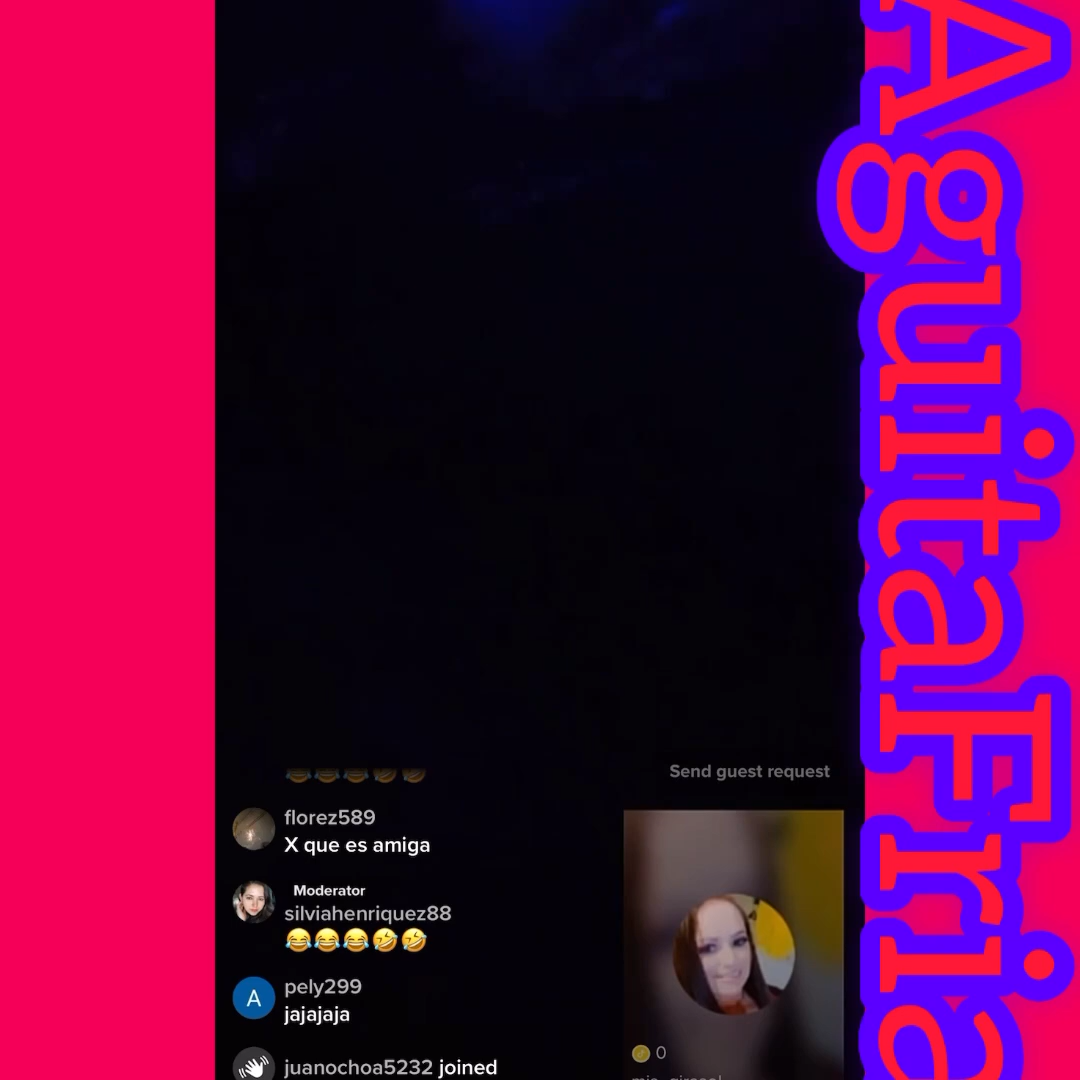 AguitaFria
Send guest request
florez589
X que es amiga
Moderator
silviahenriquez88
😂😂😂🤣🤣
A
pely299
jajajaja
juanochoa5232 joined
0